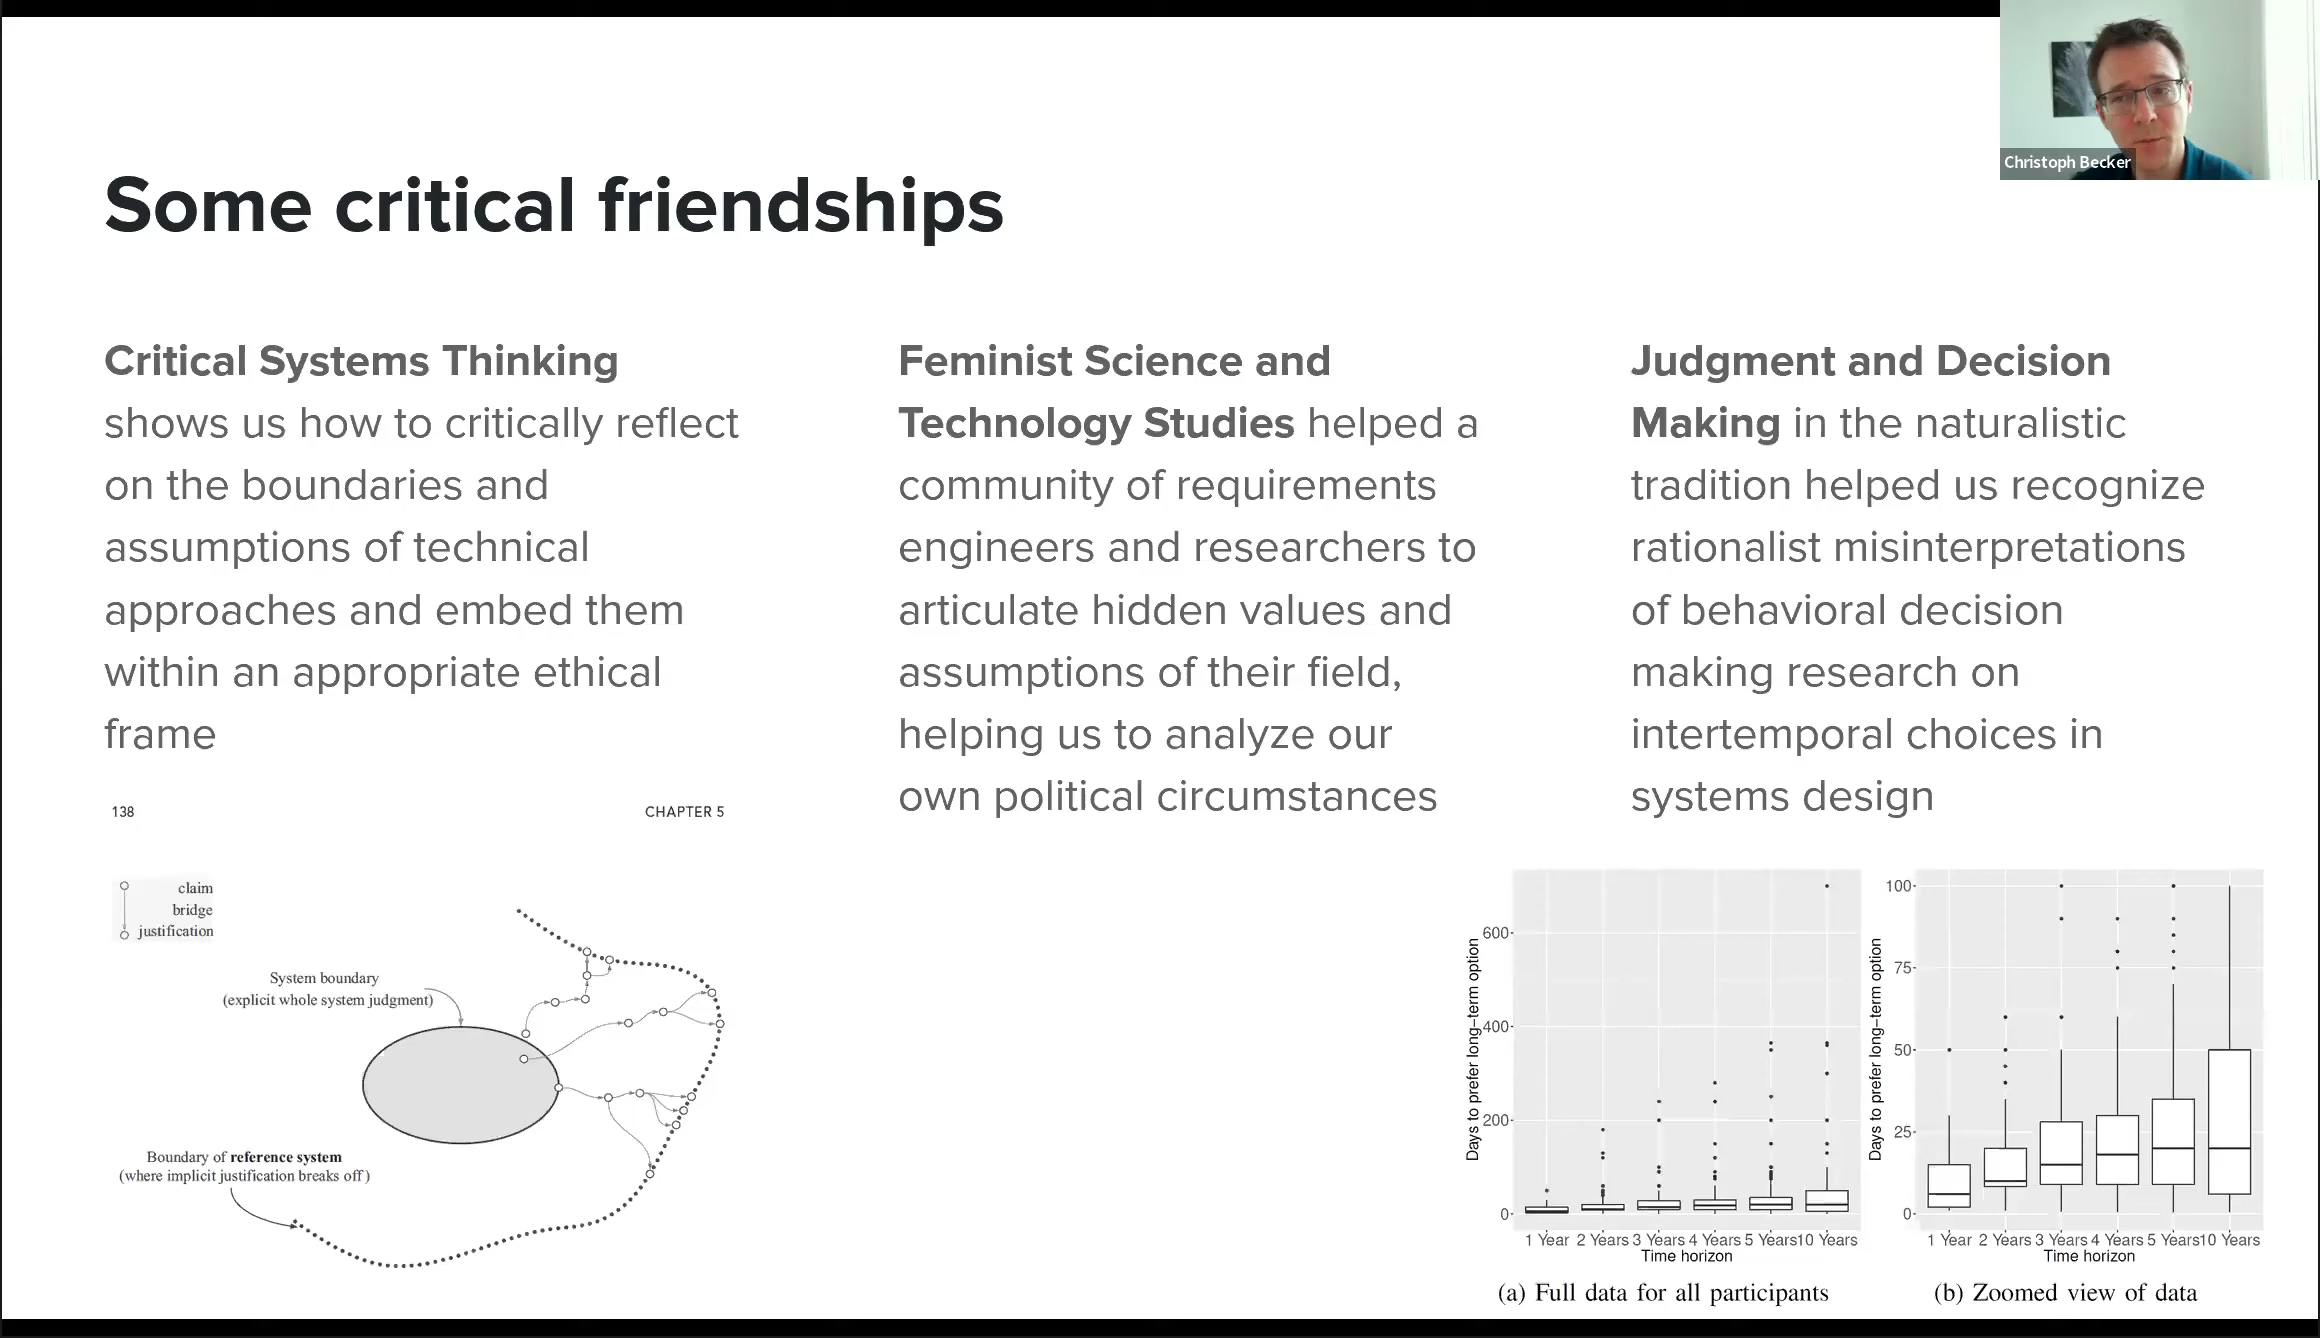 Christoph Becker
Some critical friendships
Critical Systems Thinking
shows us how to critically reflect
on the boundaries and
assumptions of technical
approaches and embed them
within an appropriate ethical
frame
138
CHAPTER 5
claim
bridge
justification
System boundary
(explicit whole system judgment)
Boundary of reference system
(where implicit justification breaks off)
Feminist Science and
Technology Studies helped a
community of requirements
engineers and researchers to
articulate hidden values and
assumptions of their field,
helping us to analyze our
own political circumstances
Judgment and Decision
Making in the naturalistic
tradition helped us recognize
rationalist misinterpretations
of behavioral decision
making research on
intertemporal choices in
systems design
Days to prefer long-term option
600
400
200
0
1 Year 2 Years 3 Years 4 Years 5 Years 10 Years
Time horizon
(a) Full data for all participants
Days to prefer long-term option
100
75
50
25
0
1 Year 2 Years 3 Years 4 Years 5 Years 10 Years
Time horizon
(b) Zoomed view of data